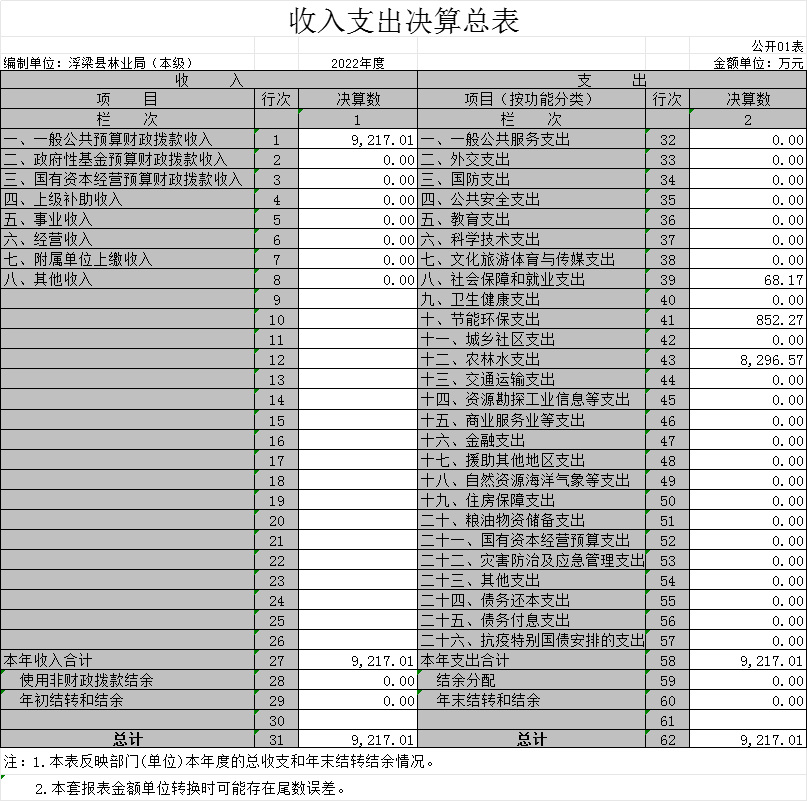 收入支出决算总表
公开01表
编制单位：浮梁县林业局（本级） 2022年度 金额单位：万元
收 入 支 出
项 目 行次 决算数 项目（按功能分类） 行次 决算数
栏 次 1 栏 次 2
一、一般公共预算财政拨款收入 1 9,217.01 一、一般公共服务支出 32 0.00
二、政府性基金预算财政拨款收入 2 0.00 二、外交支出 33 0.00
三、国有资本经营预算财政拨款收入 3 0.00 三、国防支出 34 0.00
四、上级补助收入 4 0.00 四、公共安全支出 35 0.00
五、事业收入 5 0.00 五、教育支出 36 0.00
六、经营收入 6 0.00 六、科学技术支出 37 0.00
七、附属单位上缴收入 7 0.00 七、文化旅游体育与传媒支出 38 0.00
八、其他收入 8 0.00 八、社会保障和就业支出 39 68.17
9 九、卫生健康支出 40 0.00
10 十、节能环保支出 41 852.27
11 十一、城乡社区支出 42 0.00
12 十二、农林水支出 43 8,296.57
13 十三、交通运输支出 44 0.00
14 十四、资源勘探工业信息等支出 45 0.00
15 十五、商业服务业等支出 46 0.00
16 十六、金融支出 47 0.00
17 十七、援助其他地区支出 48 0.00
18 十八、自然资源海洋气象等支出 49 0.00
19 十九、住房保障支出 50 0.00
20 二十、粮油物资储备支出 51 0.00
21 二十一、国有资本经营预算支出 52 0.00
22 二十二、灾害防治及应急管理支出 53 0.00
23 二十三、其他支出 54 0.00
24 二十四、债务还本支出 55 0.00
25 二十五、债务付息支出 56 0.00
26 二十六、抗疫特别国债安排的支出 57 0.00
本年收入合计 27 9,217.01 本年支出合计 58 9,217.01
使用非财政拨款结余 28 0.00 结余分配 59 0.00
年初结转和结余 29 0.00 年末结转和结余 60 0.00
30 61
总计 31 9,217.01 总计 62 9,217.01
注：1.本表反映部门(单位)本年度的总收支和年末结转结余情况。
2.本套报表金额单位转换时可能存在尾数误差。